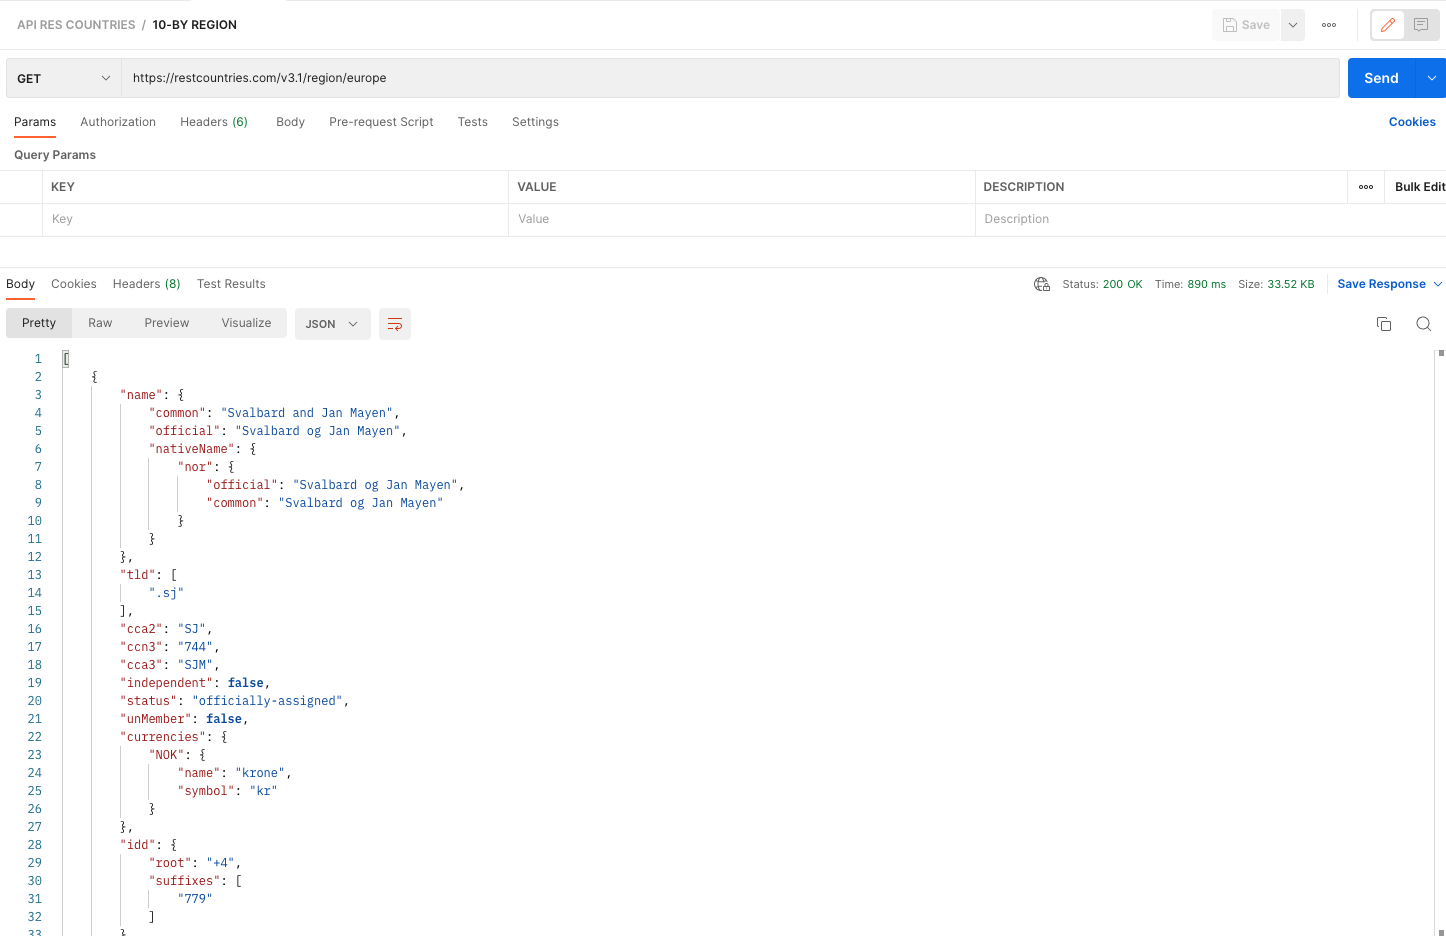 API RES COUNTRIES / 10-BY REGION
Save
GET https://restcountries.com/v3.1/region/europe Send
Params Authorization Headers (6) Body Pre-request Script Tests Settings Cookies
Query Params
KEY VALUE DESCRIPTION Bulk Edit
Key Value Description
Body Cookies Headers (8) Test Results Status: 200 OK Time: 890 ms Size: 33.52 KB Save Response
Pretty Raw Preview Visualize JSON
1 [
2 {
3 "name": {
4 "common": "Svalbard and Jan Mayen",
5 "official": "Svalbard og Jan Mayen",
6 "nativeName": {
7 "nor": {
8 "official": "Svalbard og Jan Mayen",
9 "common": "Svalbard og Jan Mayen"
10 }
11 }
12 },
13 "tld": [
14 ".sj"
15 ],
16 "cca2": "SJ",
17 "ccn3": "744",
18 "cca3": "SJM",
19 "independent": false,
20 "status": "officially-assigned",
21 "unMember": false,
22 "currencies": {
23 "NOK": {
24 "name": "krone",
25 "symbol": "kr"
26 }
27 },
28 "idd": {
29 "root": "+4",
30 "suffixes": [
31 "779"
32 ]
33 }